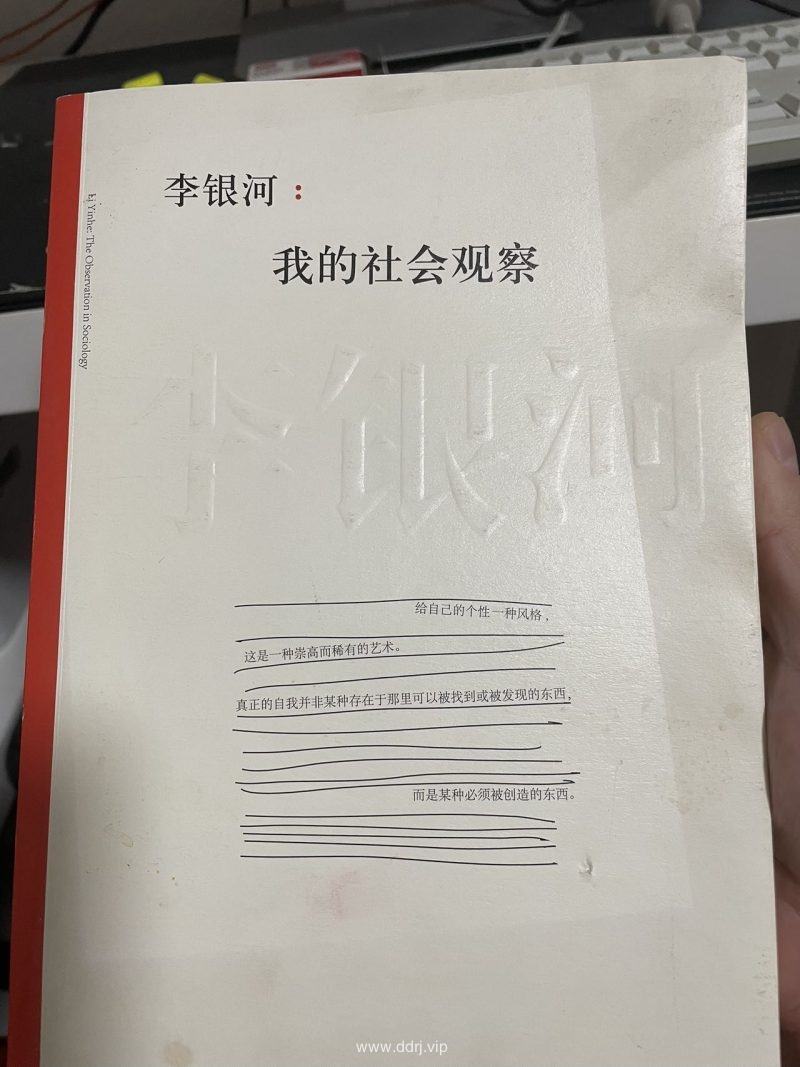 李银河：
我的社会观察
Li Yinhe: The Observation in Sociology
李银河
给自己的个性一种风格，
这是一种崇高而稀有的艺术。
真正的自我并非某种存在于那里可以被找到或被发现的东西，
而是某种必须被创造的东西。
www.ddrj.vip